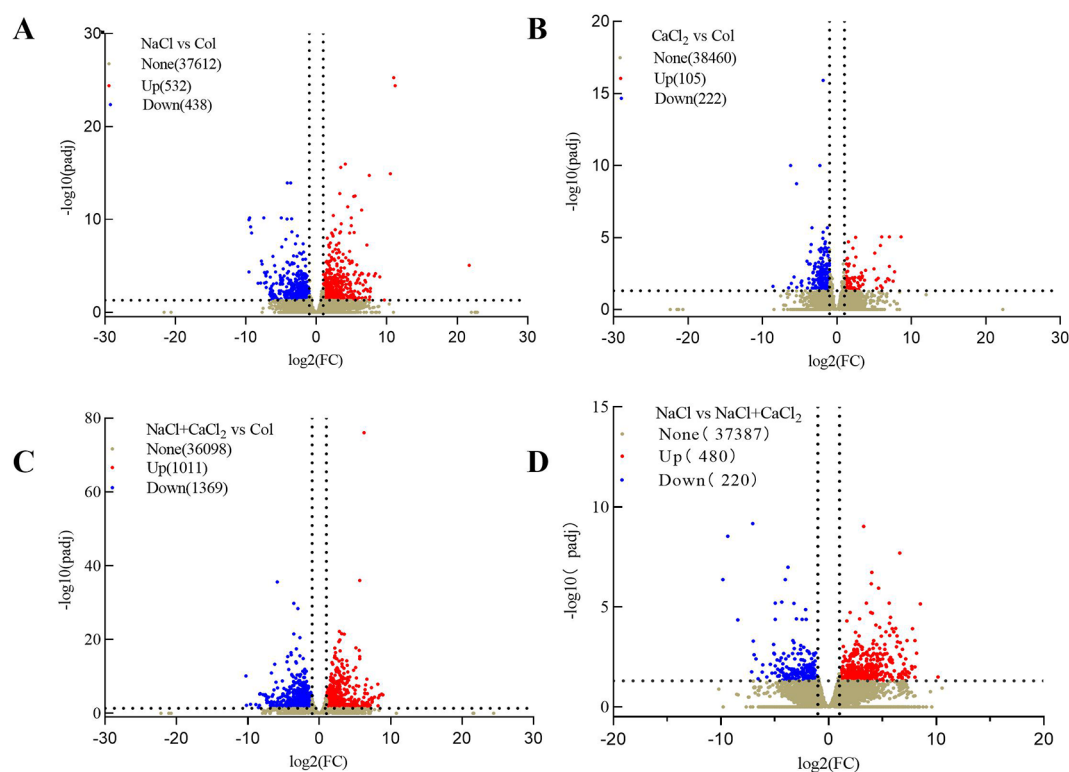 A
NaCl vs Col
None(37612)
Up(532)
Down(438)
-log10(padj)
30
20
10
0
-30 -20 -10 0 10 20 30
log2(FC)
B
CaCl₂ vs Col
None(38460)
Up(105)
Down(222)
-log10(padj)
20
15
10
5
0
-30 -20 -10 0 10 20 30
log2(FC)
C
NaCl+CaCl₂ vs Col
None(36098)
Up(1011)
Down(1369)
-log10(padj)
80
60
40
20
0
-30 -20 -10 0 10 20 30
log2(FC)
D
NaCl vs NaCl+CaCl₂
None( 37387)
Up( 480)
Down( 220)
-log10( padj)
15
10
5
0
-20 -10 0 10 20
log2(FC)